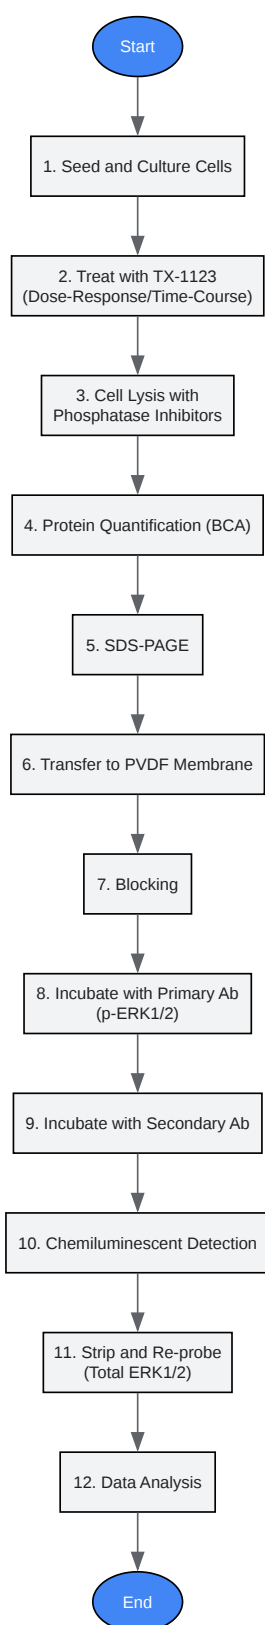 Start
1. Seed and Culture Cells
2. Treat with TX-1123
(Dose-Response/Time-Course)
3. Cell Lysis with
Phosphatase Inhibitors
4. Protein Quantification (BCA)
5. SDS-PAGE
6. Transfer to PVDF Membrane
7. Blocking
8. Incubate with Primary Ab
(p-ERK1/2)
9. Incubate with Secondary Ab
10. Chemiluminescent Detection
11. Strip and Re-probe
(Total ERK1/2)
12. Data Analysis
End